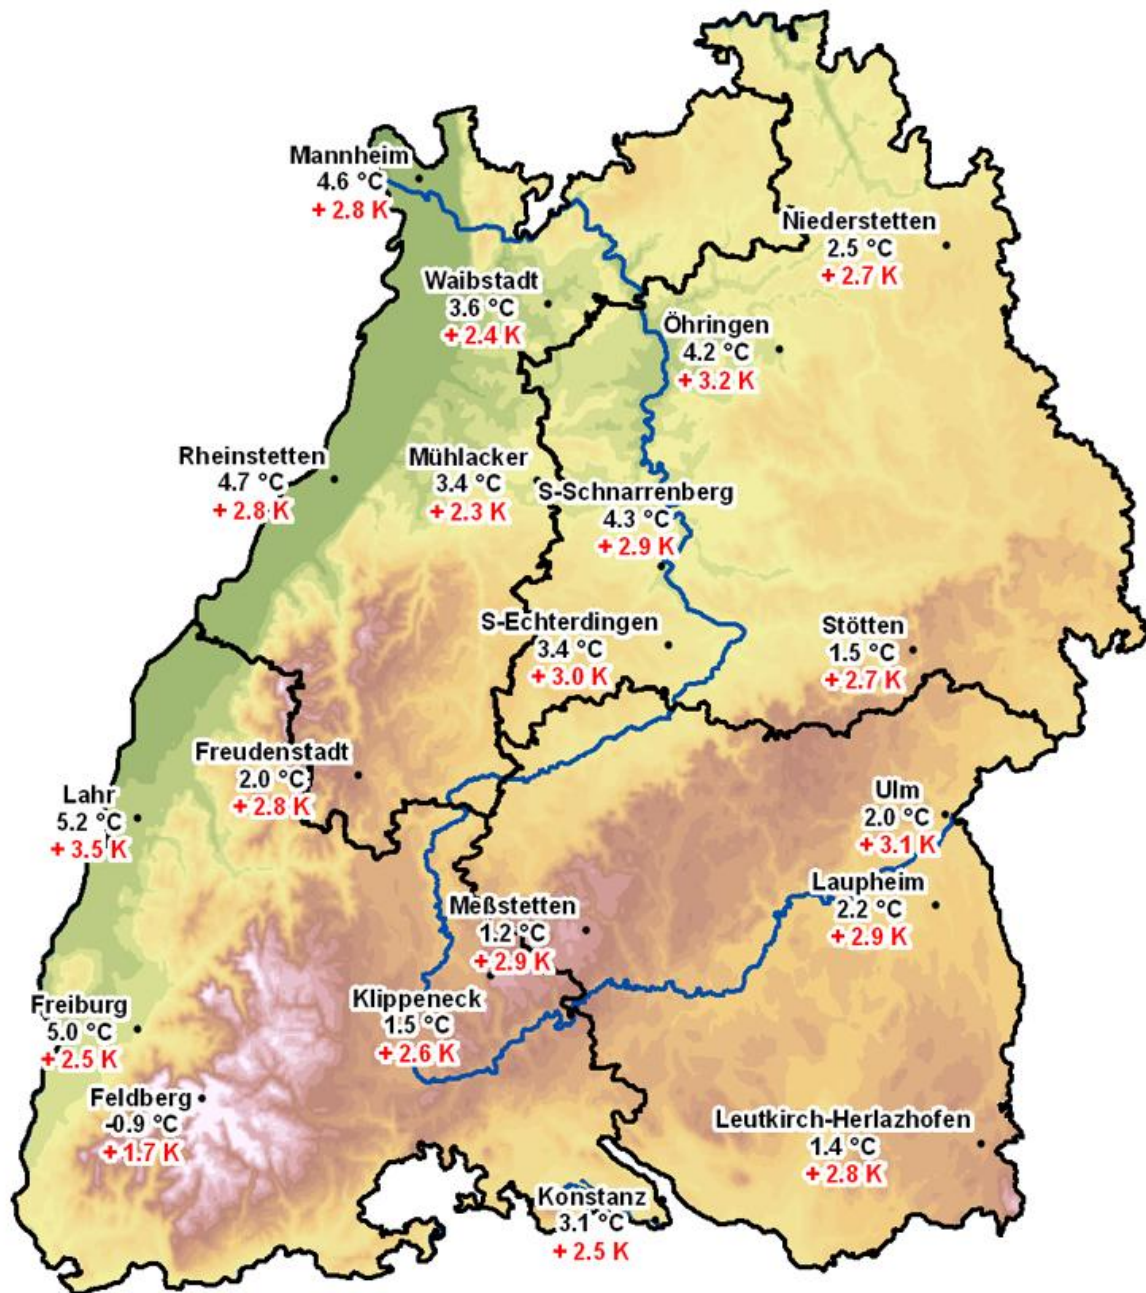 Mannheim
4.6 °C
+ 2.8 K
Niederstetten
2.5 °C
+ 2.7 K
Waibstadt
3.6 °C
+ 2.4 K
Öhringen
4.2 °C
+ 3.2 K
Rheinstetten
4.7 °C
+ 2.8 K
Mühlacker
3.4 °C
+ 2.3 K
S-Schnarrenberg
4.3 °C
+ 2.9 K
S-Echterdingen
3.4 °C
+ 3.0 K
Stötten
1.5 °C
+ 2.7 K
Freudenstadt
2.0 °C
+ 2.8 K
Lahr
5.2 °C
+ 3.5 K
Ulm
2.0 °C
+ 3.1 K
Laupheim
2.2 °C
+ 2.9 K
Meßstetten
1.2 °C
+ 2.9 K
Klippeneck
1.5 °C
+ 2.6 K
Freiburg
5.0 °C
+ 2.5 K
Feldberg
-0.9 °C
+ 1.7 K
Leutkirch-Herlazhofen
1.4 °C
+ 2.8 K
Konstanz
3.1 °C
+ 2.5 K